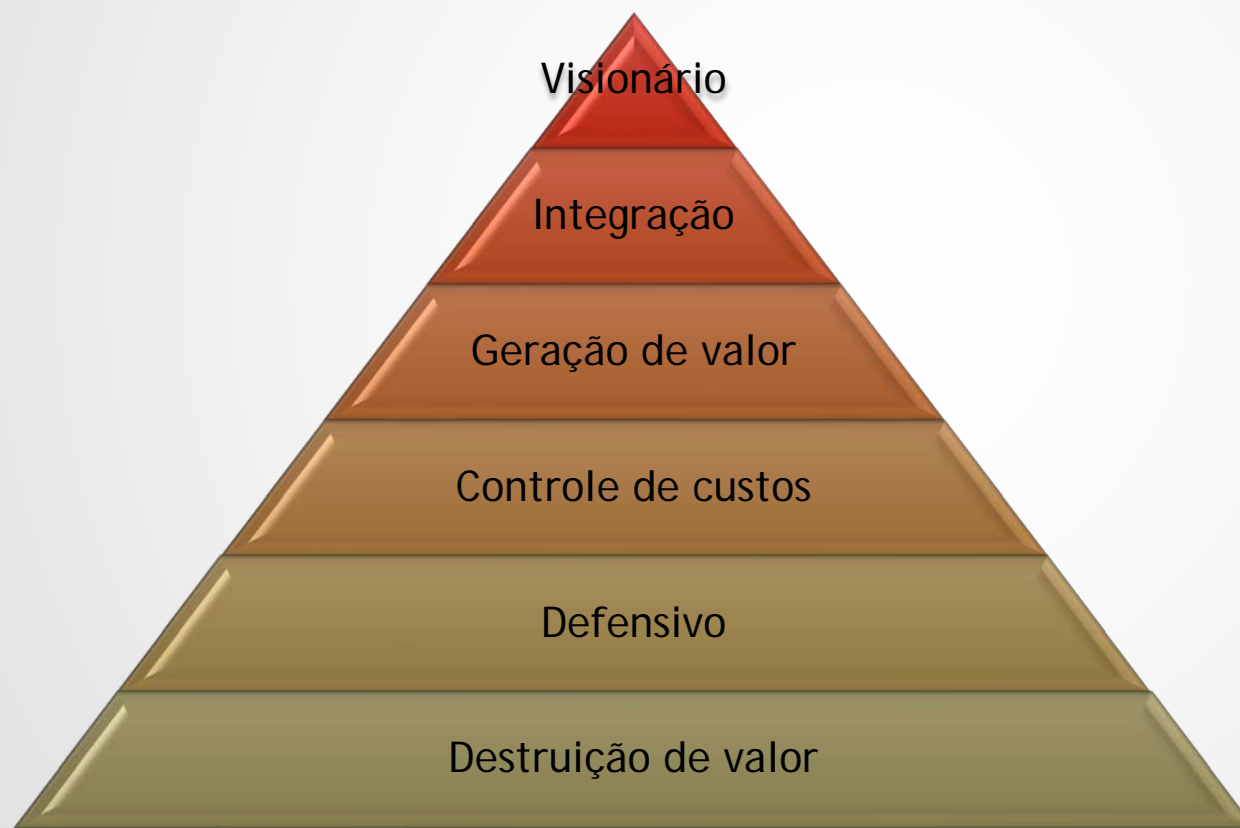 Visionário
Integração
Geração de valor
Controle de custos
Defensivo
Destruição de valor